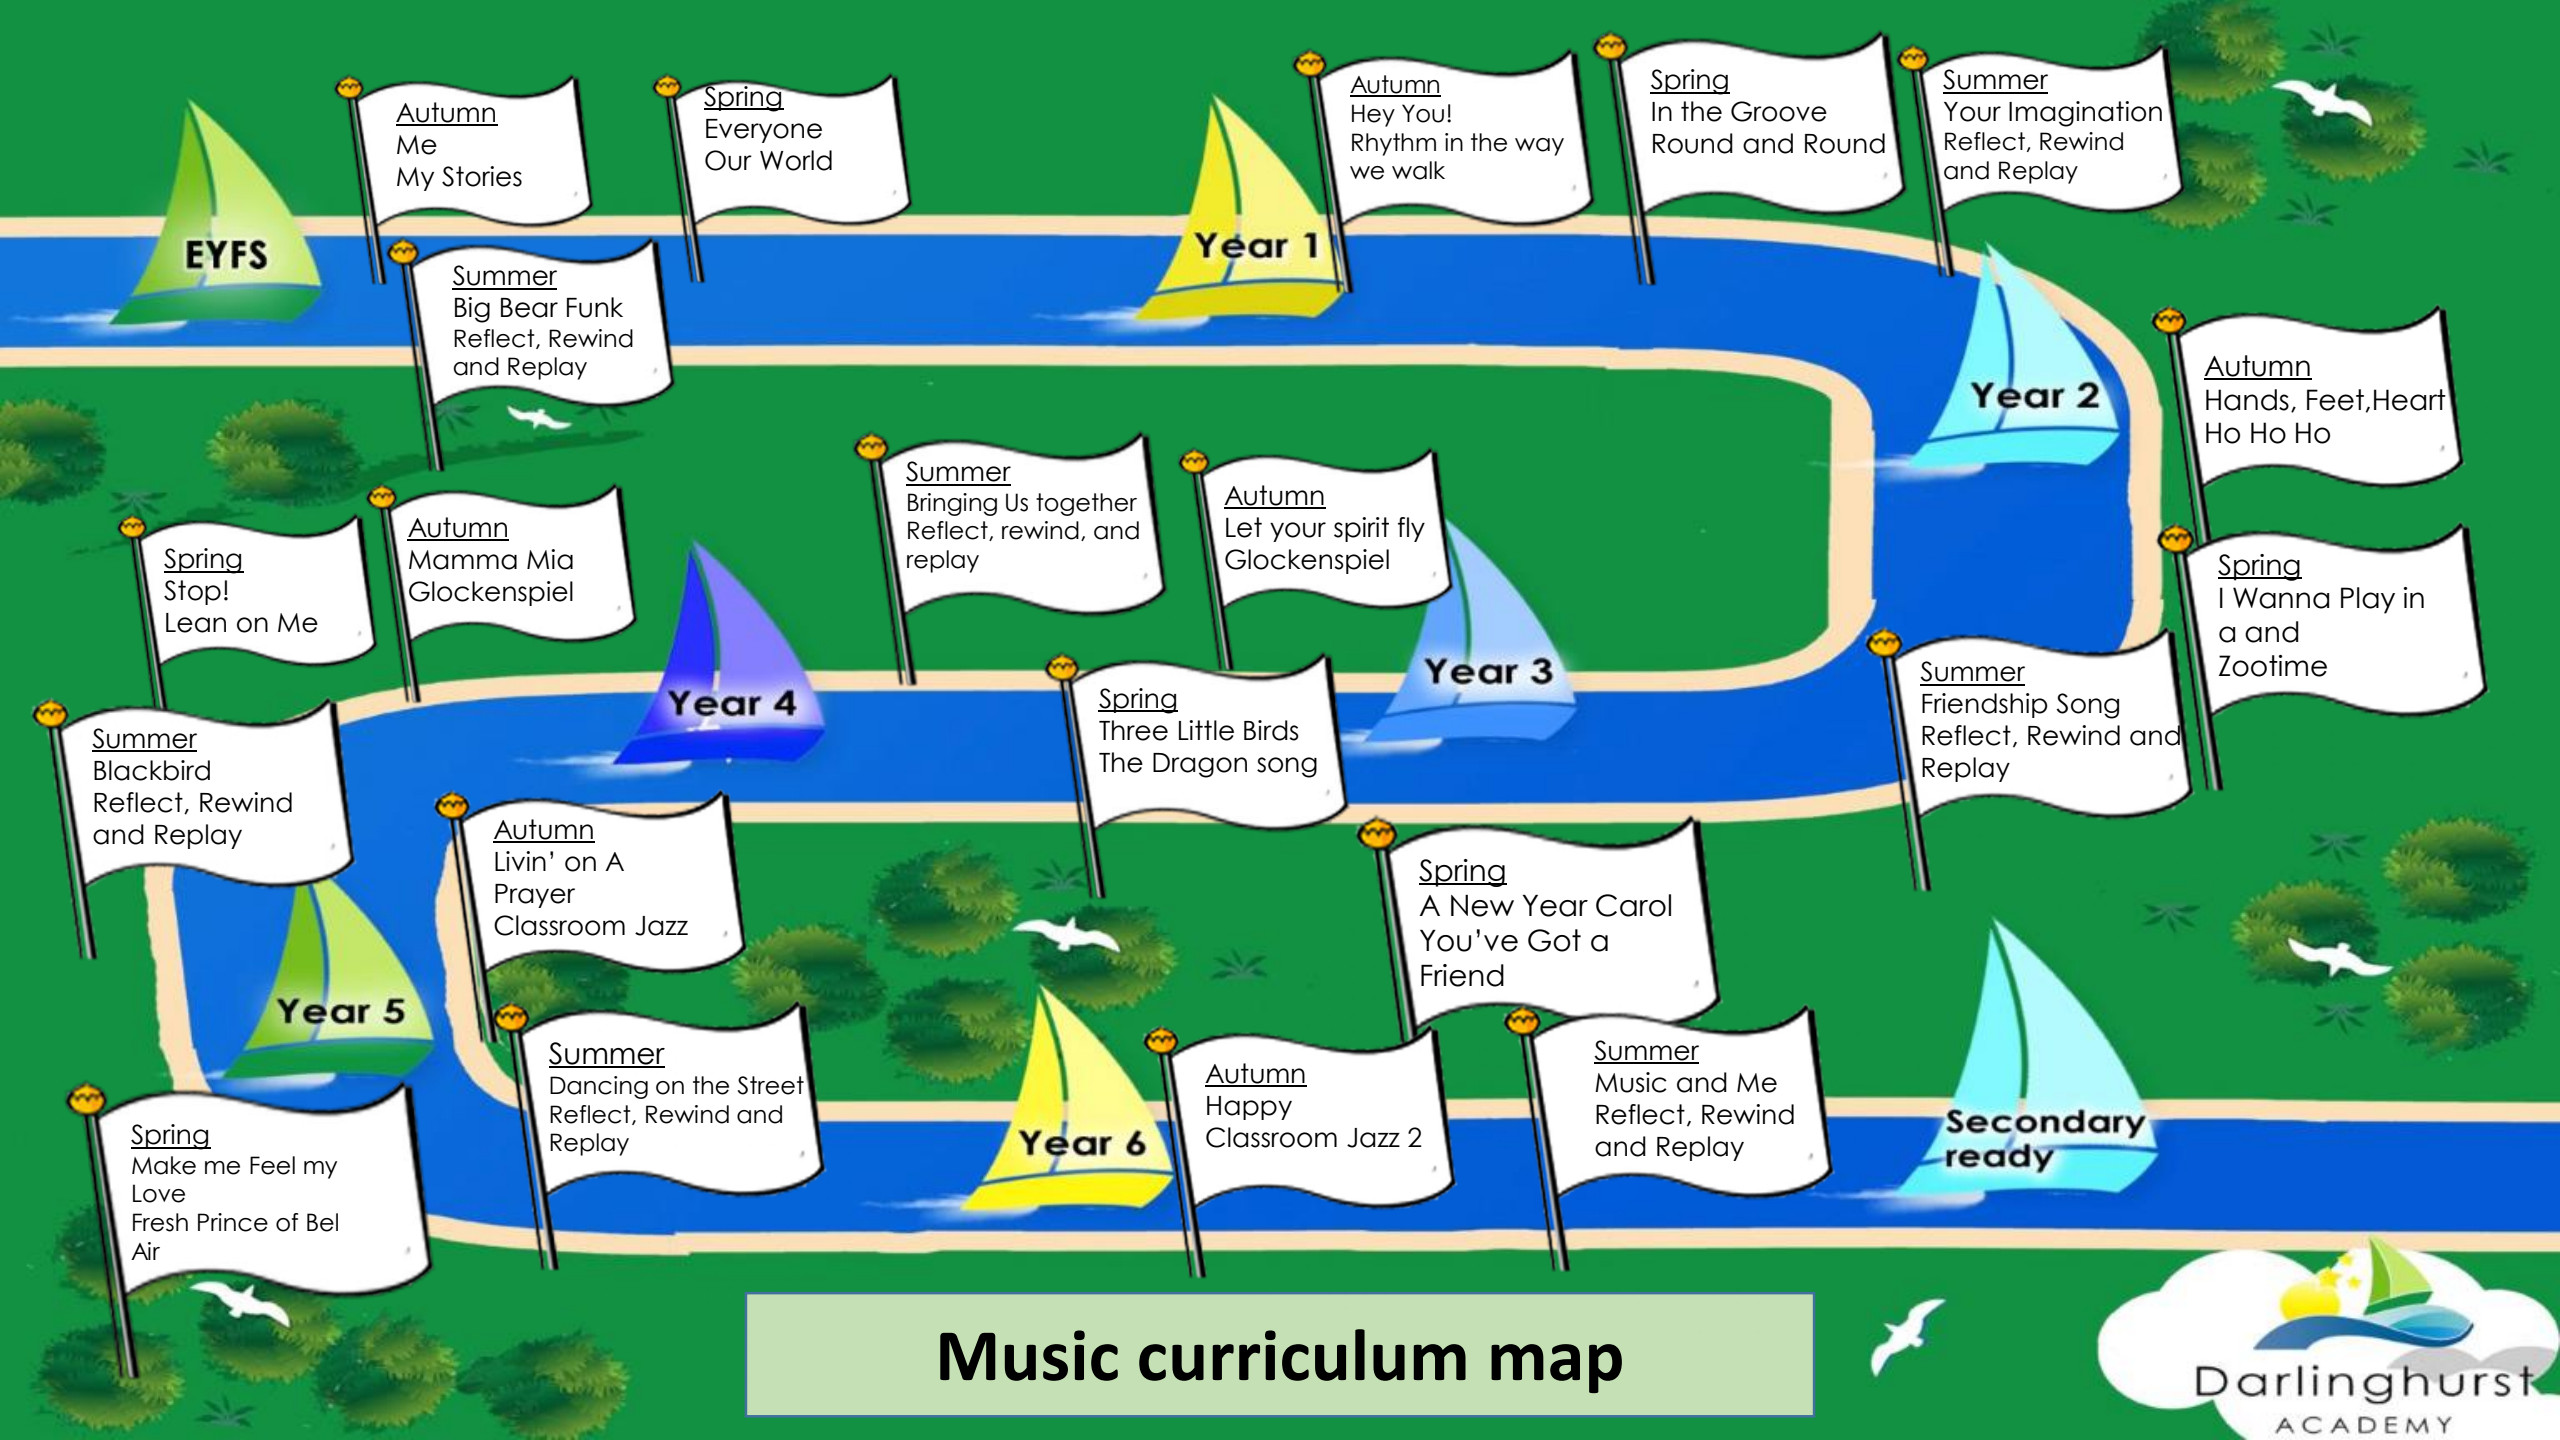 EYFS
Autumn
Me
My Stories
Spring
Everyone
Our World
Summer
Big Bear Funk
Reflect, Rewind
and Replay
Year 1
Autumn
Hey You!
Rhythm in the way
we walk
Spring
In the Groove
Round and Round
Summer
Your Imagination
Reflect, Rewind
and Replay
Year 2
Autumn
Hands, Feet,Heart
Ho Ho Ho
Spring
I Wanna Play in
a and
Zootime
Summer
Friendship Song
Reflect, Rewind and
Replay
Year 3
Autumn
Let your spirit fly
Glockenspiel
Spring
Three Little Birds
The Dragon song
Summer
Bringing Us together
Reflect, rewind, and
replay
Year 4
Autumn
Mamma Mia
Glockenspiel
Spring
Stop!
Lean on Me
Summer
Blackbird
Reflect, Rewind
and Replay
Year 5
Autumn
Livin’ on A
Prayer
Classroom Jazz
Spring
Make me Feel my
Love
Fresh Prince of Bel
Air
Summer
Dancing on the Street
Reflect, Rewind and
Replay
Year 6
Autumn
Happy
Classroom Jazz 2
Spring
A New Year Carol
You’ve Got a
Friend
Summer
Music and Me
Reflect, Rewind
and Replay
Secondary
ready
Music curriculum map
Darlinghurst
ACADEMY